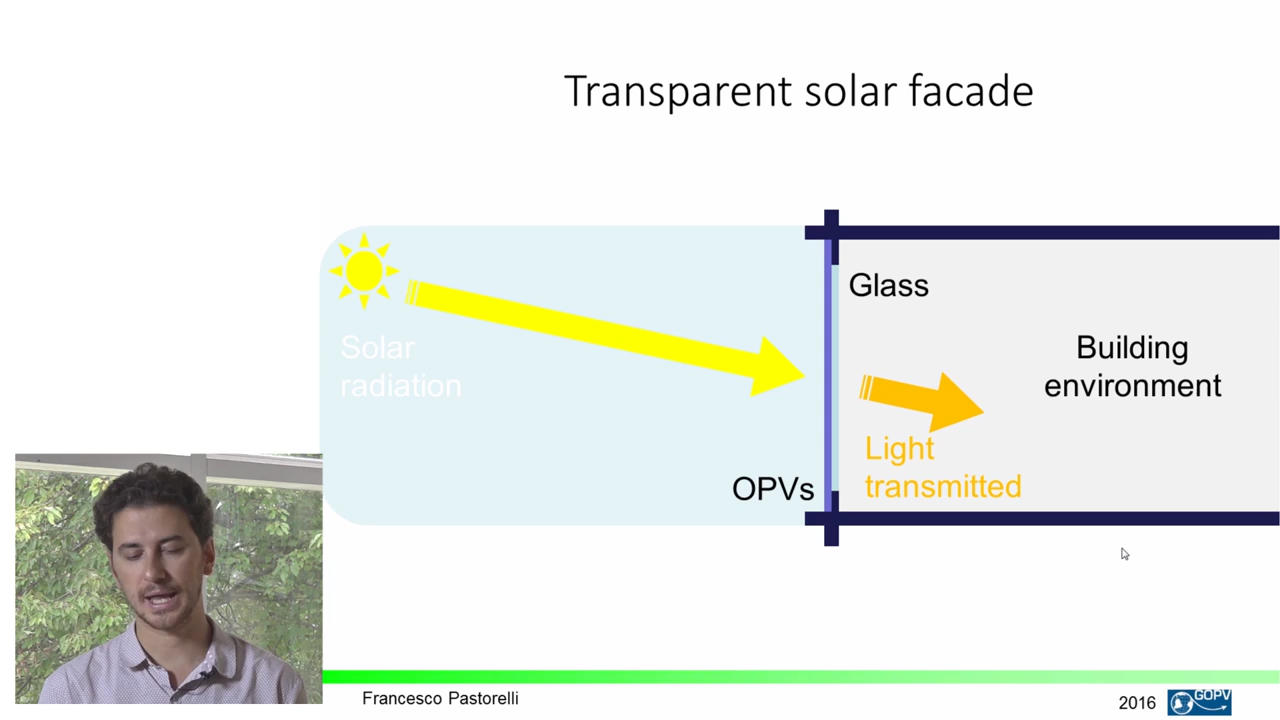 Transparent solar facade
Solar
radiation
Glass
Building
environment
Light
transmitted
OPVs
Francesco Pastorelli
2016
GOPV